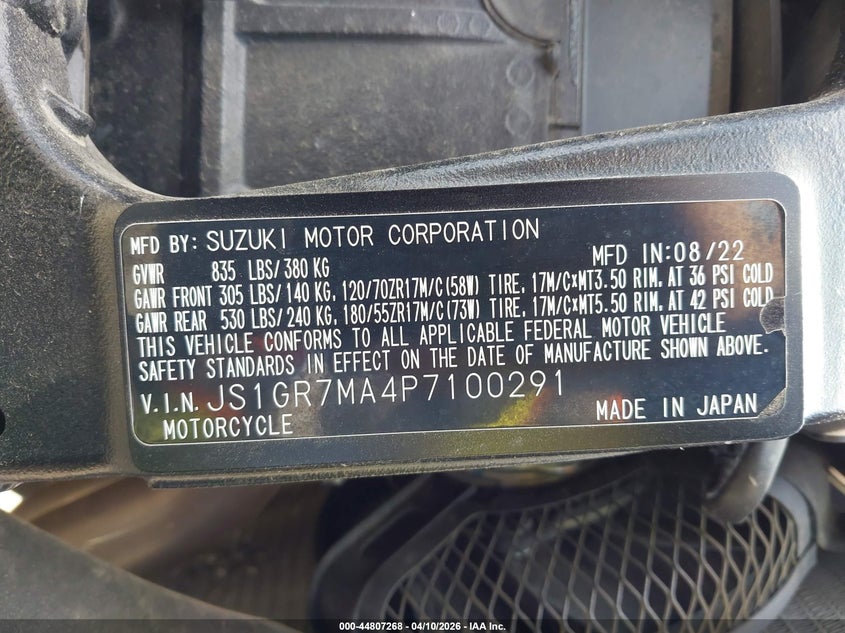 MFD BY: SUZUKI MOTOR CORPORATION
MFD IN:08/22
GVWR 835 LBS/380 KG
GAWR FRONT 305 LBS/140 KG, 120/70ZR17M/C(58W) TIRE, 17M/C×MT3.50 RIM, AT 36 PSI COLD
GAWR REAR 530 LBS/240 KG, 180/55ZR17M/C(73W) TIRE, 17M/C×MT5.50 RIM, AT 42 PSI COLD
THIS VEHICLE CONFORMS TO ALL APPLICABLE FEDERAL MOTOR VEHICLE
SAFETY STANDARDS IN EFFECT ON THE DATE OF MANUFACTURE SHOWN ABOVE.
V.I.N. JS1GR7MA4P7100291
MOTORCYCLE
MADE IN JAPAN
000-44807268 - 04/10/2026 - IAA Inc.